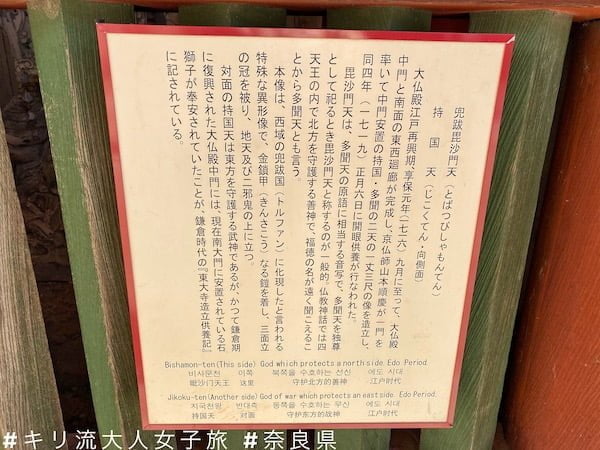 兜跋毘沙門天(とばつびしゃもんてん)
持国天(じこくてん・向側面)
大仏殿江戸再興期、享保元年(一七一六)九月に至って、大仏殿
中門と南面の東西廻廊が完成し、京仏師山本順慶が一門を
率いて中門安置の持国・多聞の二天の一丈三尺の像を造立し、
同四年(一七一九)正月六日に開眼供養が行なわれた。
毘沙門天は、多聞天の原語に相当する音写で、多聞天を独尊
として祀るとき毘沙門天と称するのが一般的。仏教神話では四
天王の内で北方を守護する善神で、福徳の名が遠く聞こえるこ
とから多聞天とも言う。
本像は、西域の兜跋国(トルファン)に化現したと言われる
特殊な異形像で、金鎖甲(きんさこう)なる鎧を着し、三面立
の冠を被り、地天及び二邪鬼の上に立つ。
対面の持国天は東方を守護する武神であるが、かつて鎌倉期
に復興された大仏殿中門には、現在南大門に安置されている石
獅子が奉安されていたことが、鎌倉時代の『東大寺造立供養記』
に記されている。
Bishamon-ten(This side) God which protects a north side. Edo Period
비사문천 이쪽 북쪽을 수호하는 선신 에도 시대
毗沙门天王 这里 守护北方的善神 江户时代
Jikoku-ten(Another side) God of war which protects an east side. Edo Period.
지국천왕 반대측 동쪽을 수호하는 무신 에도 시대
持国天 对面 守护东方的战神 江户时代
#キリ流大人女子旅 #奈良県